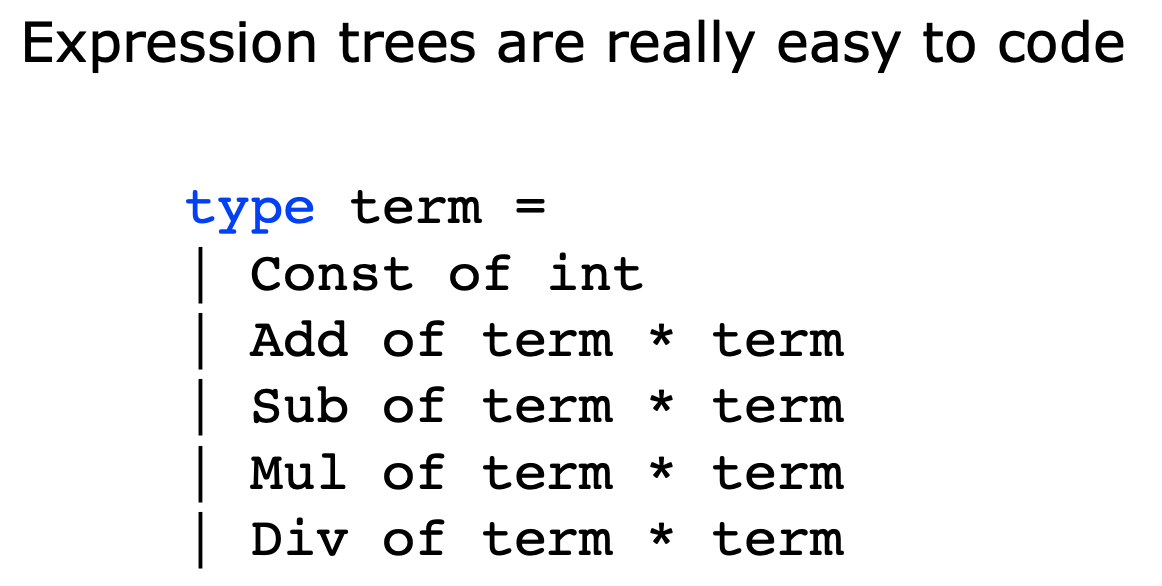 Expression trees are really easy to code
type term =
| Const of int
| Add of term * term
| Sub of term * term
| Mul of term * term
| Div of term * term